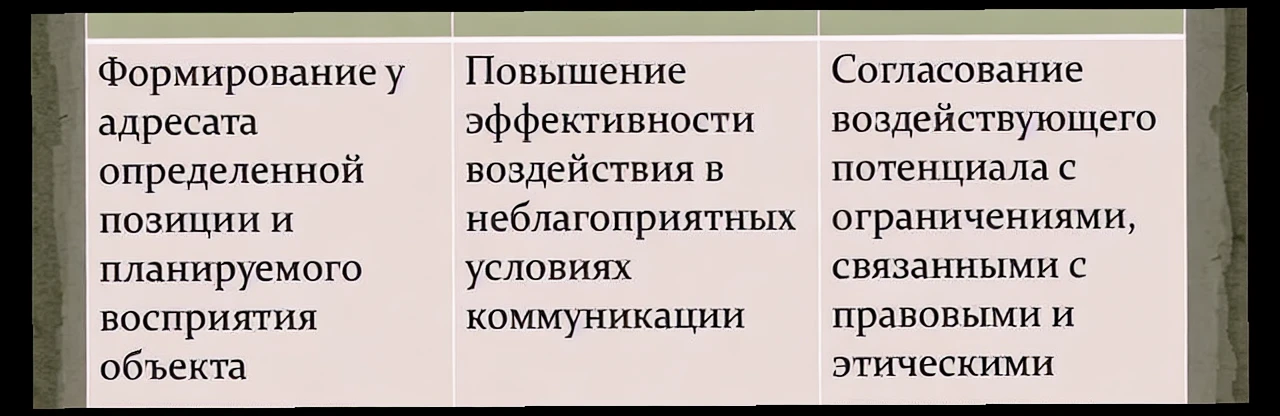 Формирование у
адресата
определенной
позиции и
планируемого
восприятия
объекта
Повышение
эффективности
воздействия в
неблагоприятных
условиях
коммуникации
Согласование
воздействующего
потенциала с
ограничениями,
связанными с
правовыми и
этическими